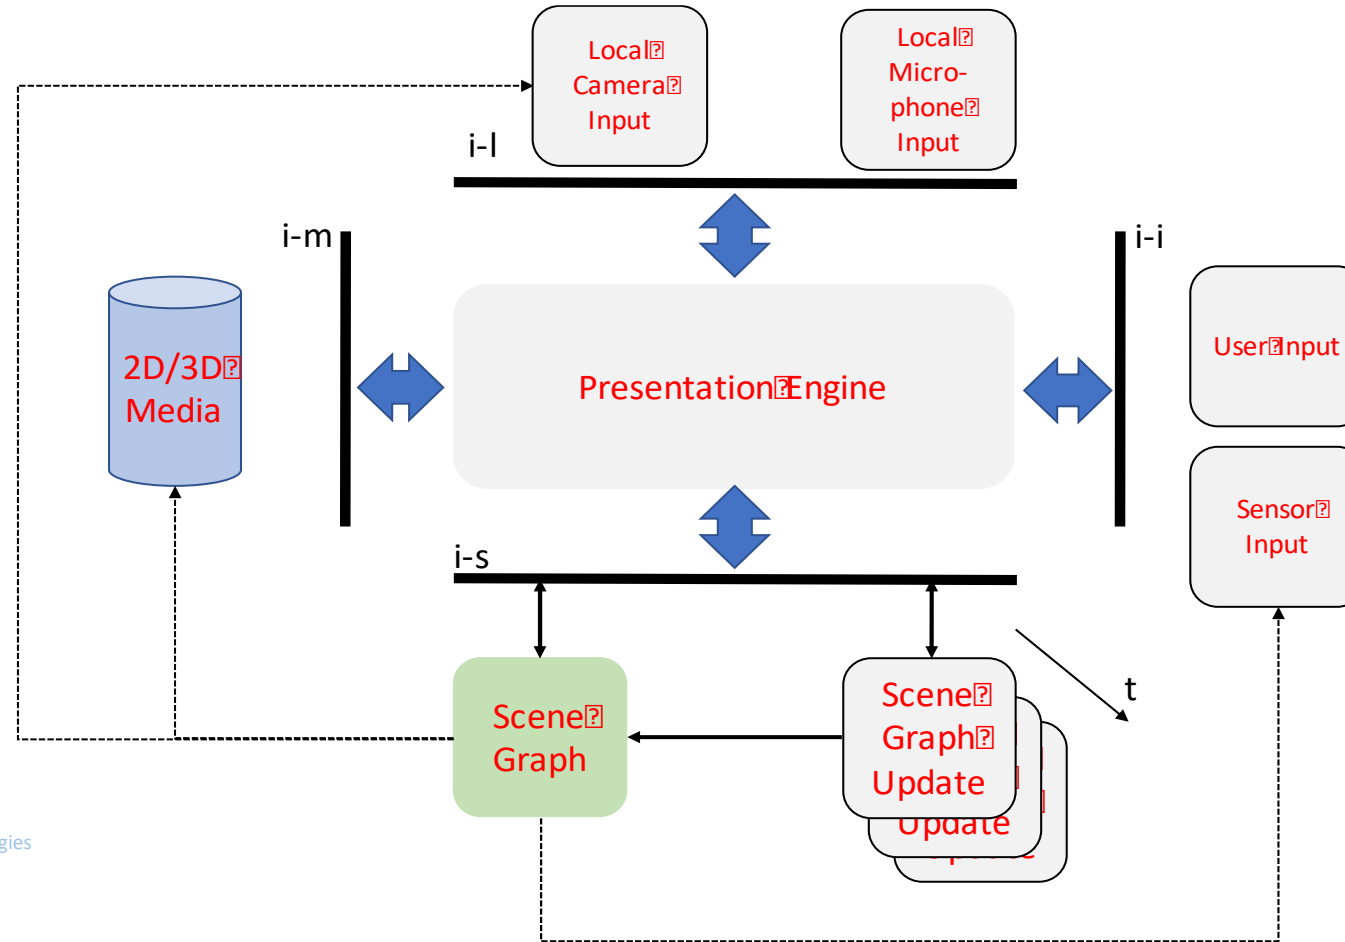 Local
Camera
Input
Local
Micro-
phone
Input
i-l
i-m
i-i
2D/3D
Media
Presentation Engine
User Input
Sensor
Input
i-s
t
Scene
Graph
Scene
Graph
Update
Update
gies